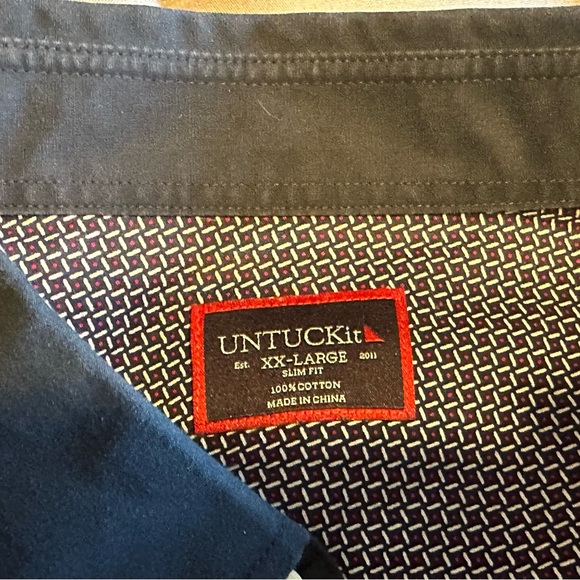 UNTUCKit
Est. XX-LARGE 2011
SLIM FIT
100% COTTON
MADE IN CHINA